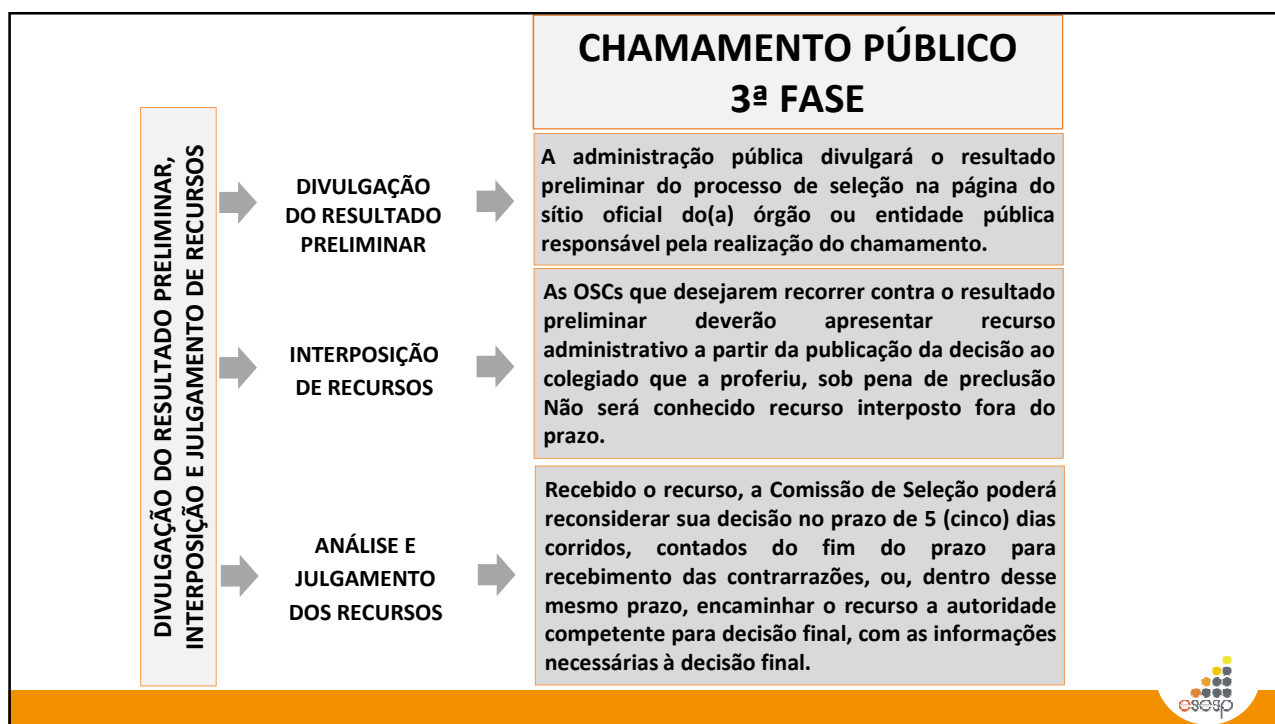 CHAMAMENTO PÚBLICO
3ª FASE
DIVULGAÇÃO DO RESULTADO PRELIMINAR,
INTERPOSIÇÃO E JULGAMENTO DE RECURSOS
DIVULGAÇÃO
DO RESULTADO
PRELIMINAR
A administração pública divulgará o resultado
preliminar do processo de seleção na página do
sítio oficial do(a) órgão ou entidade pública
responsável pela realização do chamamento.
INTERPOSIÇÃO
DE RECURSOS
As OSCs que desejarem recorrer contra o resultado
preliminar deverão apresentar recurso
administrativo a partir da publicação da decisão ao
colegiado que a proferiu, sob pena de preclusão
Não será conhecido recurso interposto fora do
prazo.
ANÁLISE E
JULGAMENTO
DOS RECURSOS
Recebido o recurso, a Comissão de Seleção poderá
reconsiderar sua decisão no prazo de 5 (cinco) dias
corridos, contados do fim do prazo para
recebimento das contrarrazões, ou, dentro desse
mesmo prazo, encaminhar o recurso a autoridade
competente para decisão final, com as informações
necessárias à decisão final.
esesp